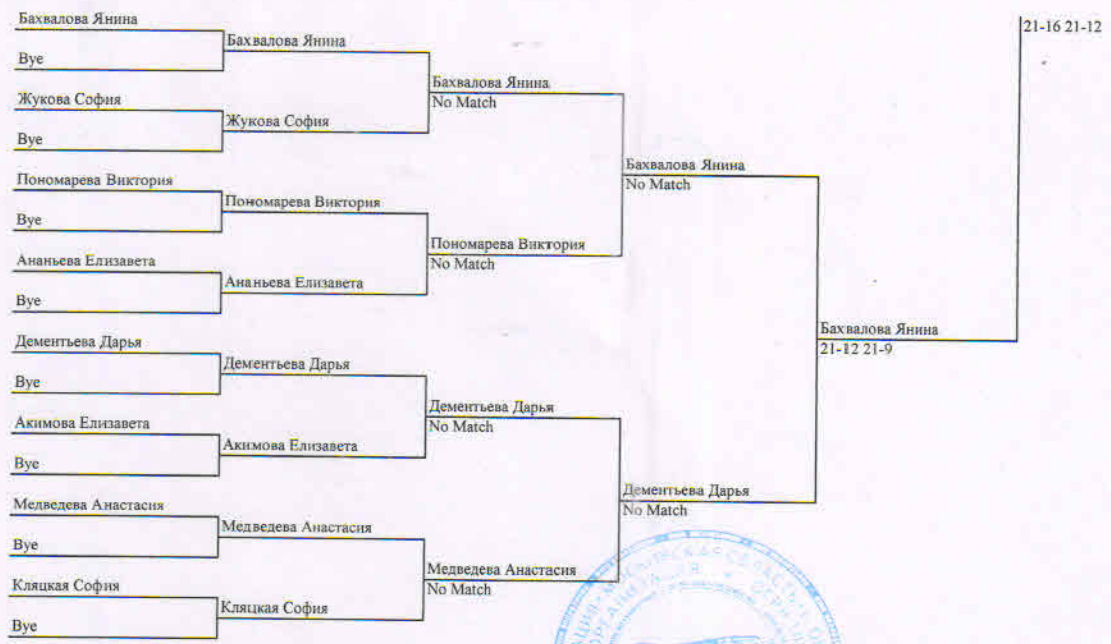 Бахвалова Янина
Bye
Жукова София
Bye
Пономарева Виктория
Bye
Ананьева Елизавета
Bye
Дементьева Дарья
Bye
Акимова Елизавета
Bye
Медведева Анастасия
Bye
Кляцкая София
Bye
Бахвалова Янина
Жукова София
Пономарева Виктория
Ананьева Елизавета
Дементьева Дарья
Акимова Елизавета
Медведева Анастасия
Кляцкая София
Бахвалова Янина
No Match
Пономарева Виктория
No Match
Дементьева Дарья
No Match
Медведева Анастасия
No Match
Бахвалова Янина
No Match
Дементьева Дарья
No Match
Бахвалова Янина
21-12 21-9
21-16 21-12